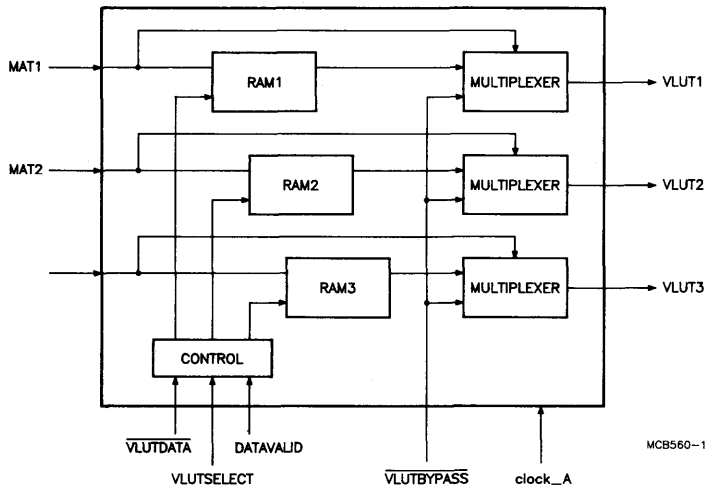 MAT1
RAM1
MULTIPLEXER
VLUT1
MAT2
RAM2
MULTIPLEXER
VLUT2
RAM3
MULTIPLEXER
VLUT3
CONTROL
VLUTDATA
DATAVALID
VLUTSELECT
VLUTBYPASS
clock_A
MCB560-1